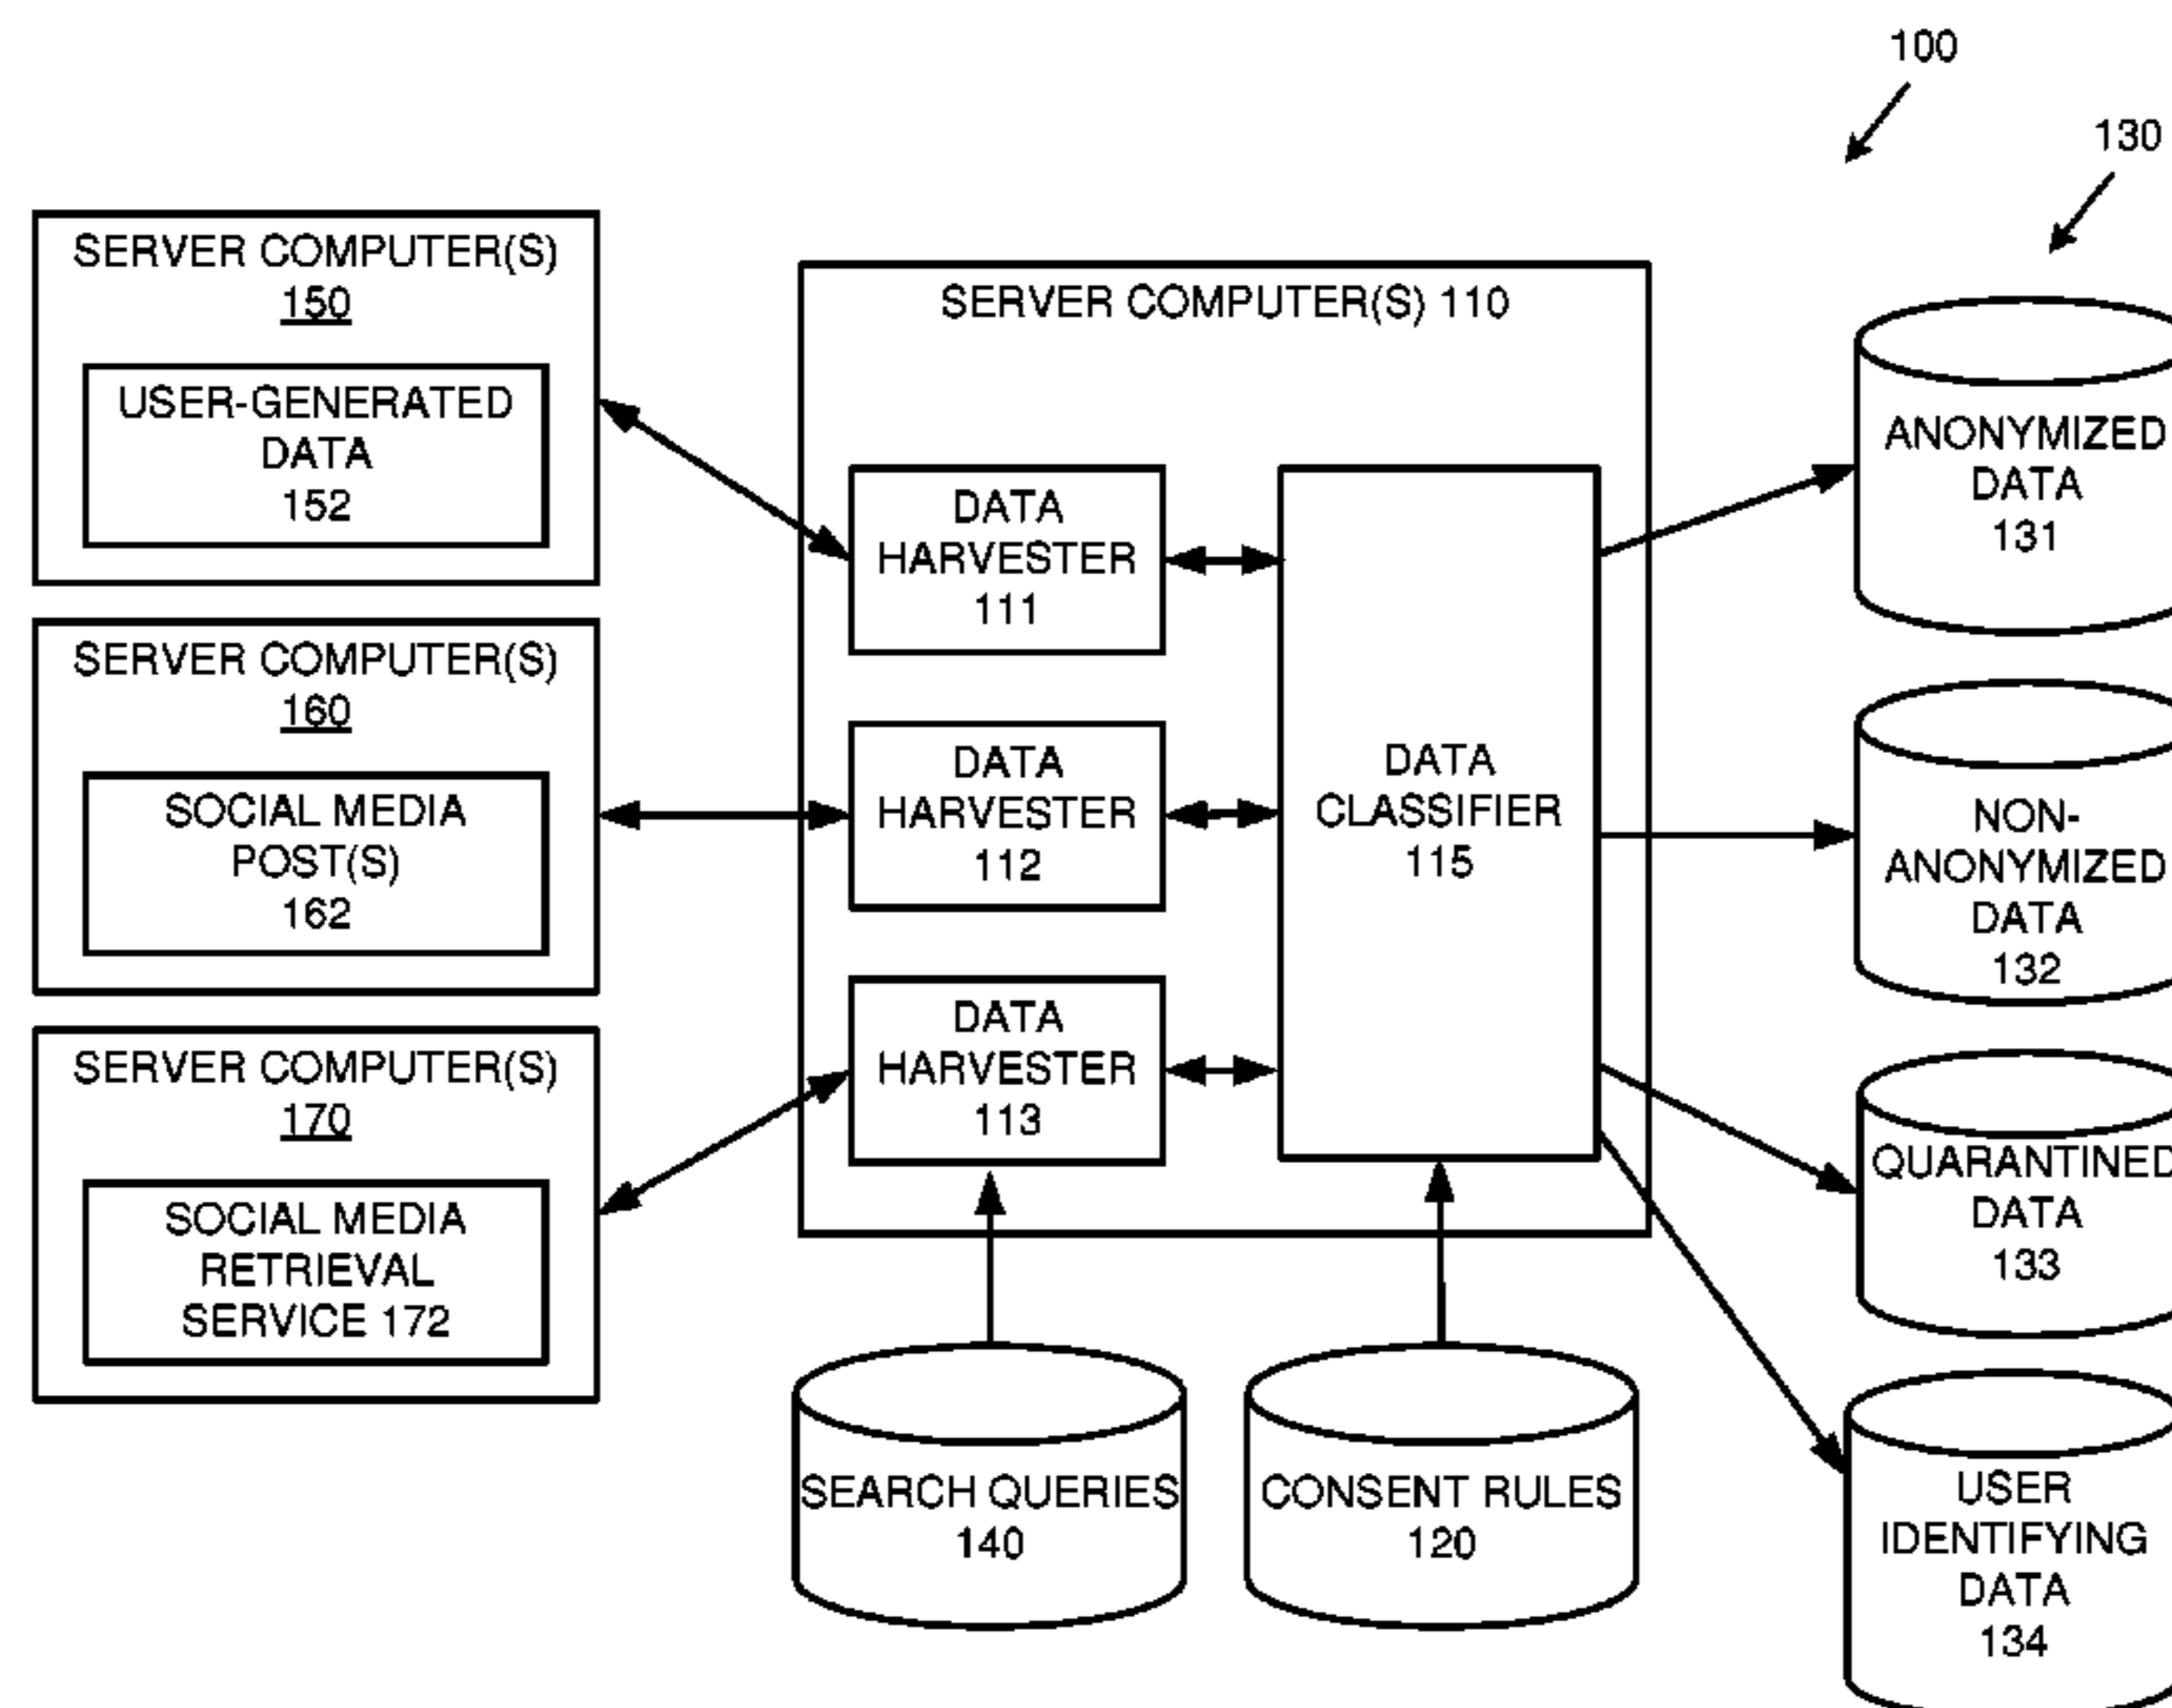 100
130
SERVER COMPUTER(S)
150
USER-GENERATED
DATA
152
SERVER COMPUTER(S)
160
SOCIAL MEDIA
POST(S)
162
SERVER COMPUTER(S)
170
SOCIAL MEDIA
RETRIEVAL
SERVICE 172
SERVER COMPUTER(S) 110
DATA
HARVESTER
111
DATA
HARVESTER
112
DATA
HARVESTER
113
DATA
CLASSIFIER
115
SEARCH QUERIES
140
CONSENT RULES
120
ANONYMIZED
DATA
131
NON-
ANONYMIZED
DATA
132
QUARANTINED
DATA
133
USER
IDENTIFYING
DATA
134